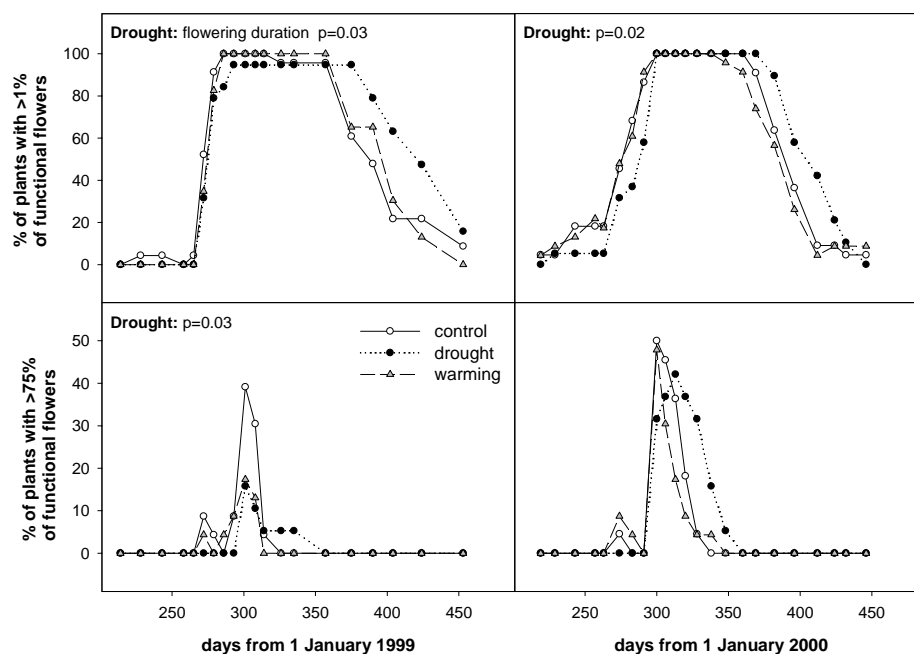 Drought: flowering duration p=0.03
Drought: p=0.02
% of plants with >1%
of functional flowers
100
80
60
40
20
0
Drought: p=0.03
control
drought
warming
% of plants with >75%
of functional flowers
50
40
30
20
10
0
250 300 350 400 450
250 300 350 400 450
days from 1 January 1999
days from 1 January 2000